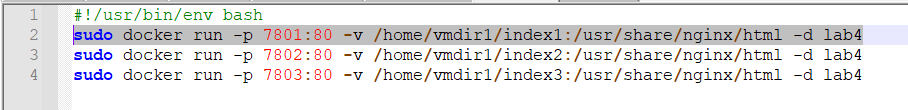 1 #!/usr/bin/env bash
2 sudo docker run -p 7801:80 -v /home/vmdir1/index1:/usr/share/nginx/html -d lab4
3 sudo docker run -p 7802:80 -v /home/vmdir1/index2:/usr/share/nginx/html -d lab4
4 sudo docker run -p 7803:80 -v /home/vmdir1/index3:/usr/share/nginx/html -d lab4